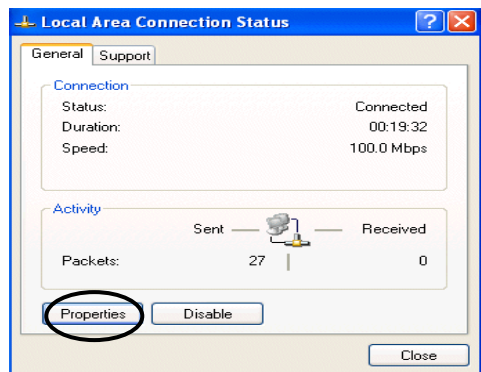 Local Area Connection Status
General Support
Connection
Status: Connected
Duration: 00:19:32
Speed: 100.0 Mbps
Activity
Sent Received
Packets: 27 0
Properties Disable
Close